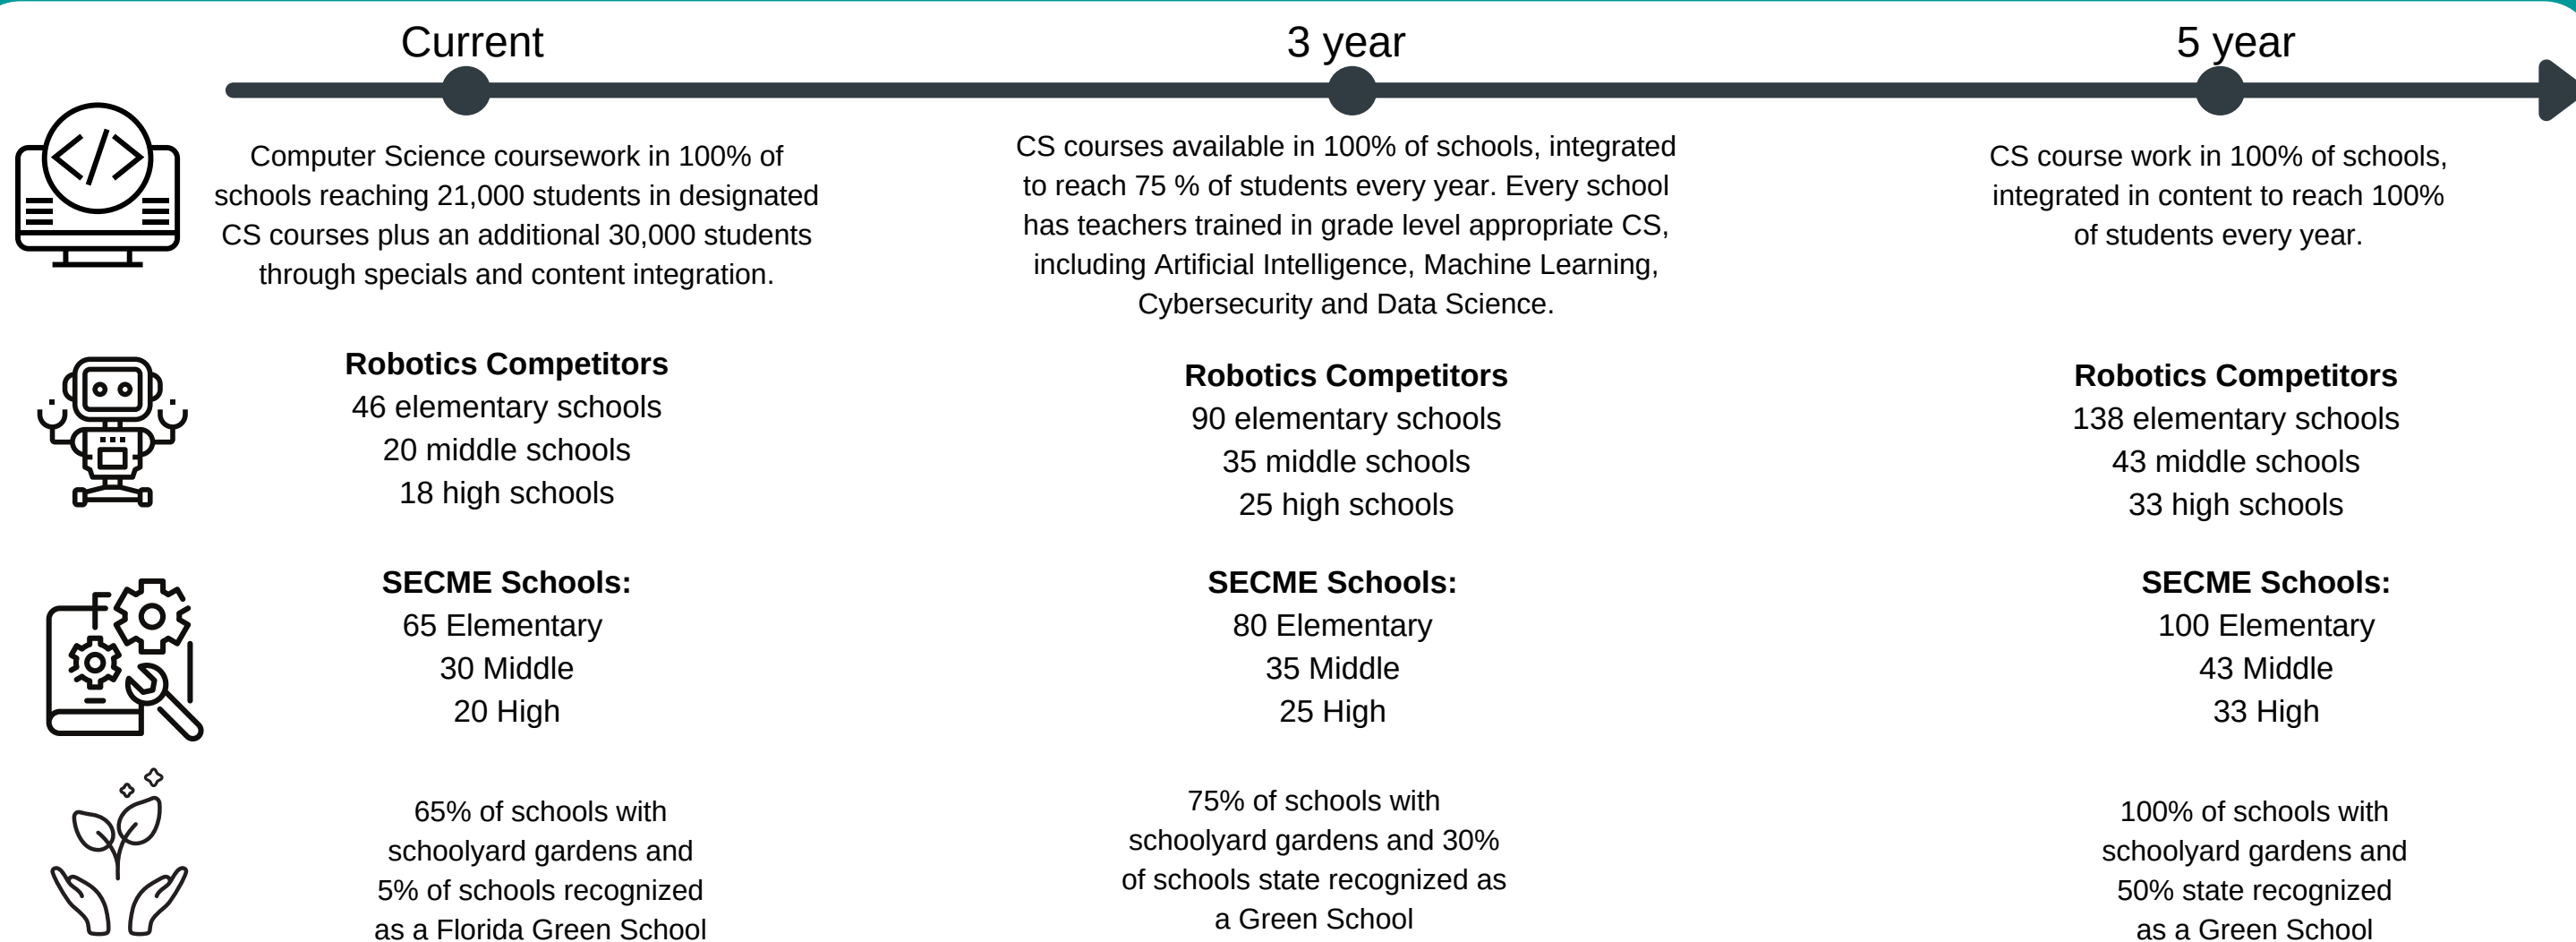 Current
3 year
5 year
Computer Science coursework in 100% of
schools reaching 21,000 students in designated
CS courses plus an additional 30,000 students
through specials and content integration.
CS courses available in 100% of schools, integrated
to reach 75 % of students every year. Every school
has teachers trained in grade level appropriate CS,
including Artificial Intelligence, Machine Learning,
Cybersecurity and Data Science.
CS course work in 100% of schools,
integrated in content to reach 100%
of students every year.
Robotics Competitors
46 elementary schools
20 middle schools
18 high schools
Robotics Competitors
90 elementary schools
35 middle schools
25 high schools
Robotics Competitors
138 elementary schools
43 middle schools
33 high schools
SECME Schools:
65 Elementary
30 Middle
20 High
SECME Schools:
80 Elementary
35 Middle
25 High
SECME Schools:
100 Elementary
43 Middle
33 High
65% of schools with
schoolyard gardens and
5% of schools recognized
as a Florida Green School
75% of schools with
schoolyard gardens and 30%
of schools state recognized as
a Green School
100% of schools with
schoolyard gardens and
50% state recognized
as a Green School